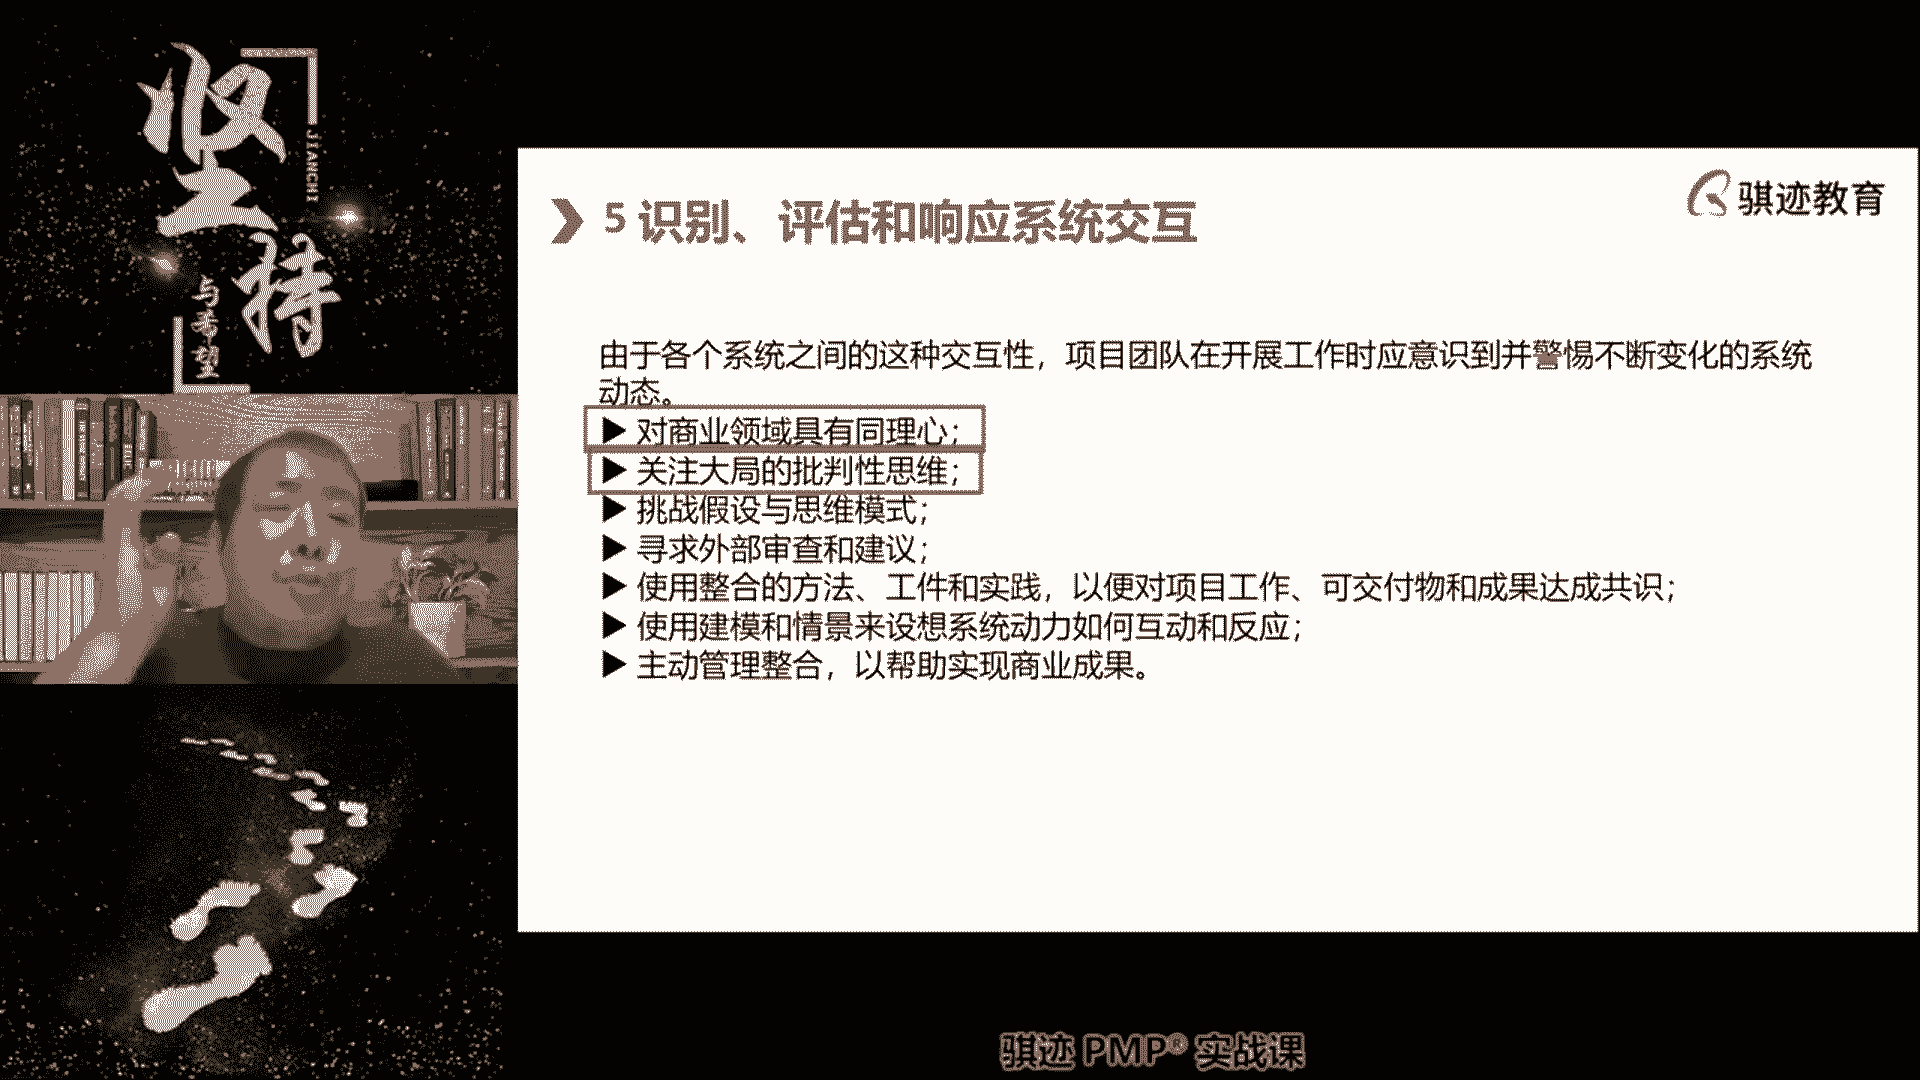 坚持
JIANCHI
与希望
骐迹教育
5 识别、评估和响应系统交互
由于各个系统之间的这种交互性，项目团队在开展工作时应意识到并警惕不断变化的系统
动态。
▶ 对商业领域具有同理心；
▶ 关注大局的批判性思维；
▶ 挑战假设与思维模式；
▶ 寻求外部审查和建议；
▶ 使用整合的方法、工件和实践，以便对项目工作、可交付物和成果达成共识；
▶ 使用建模和情景来设想系统动力如何互动和反应；
▶ 主动管理整合，以帮助实现商业成果。
骐迹 PMP® 实战课